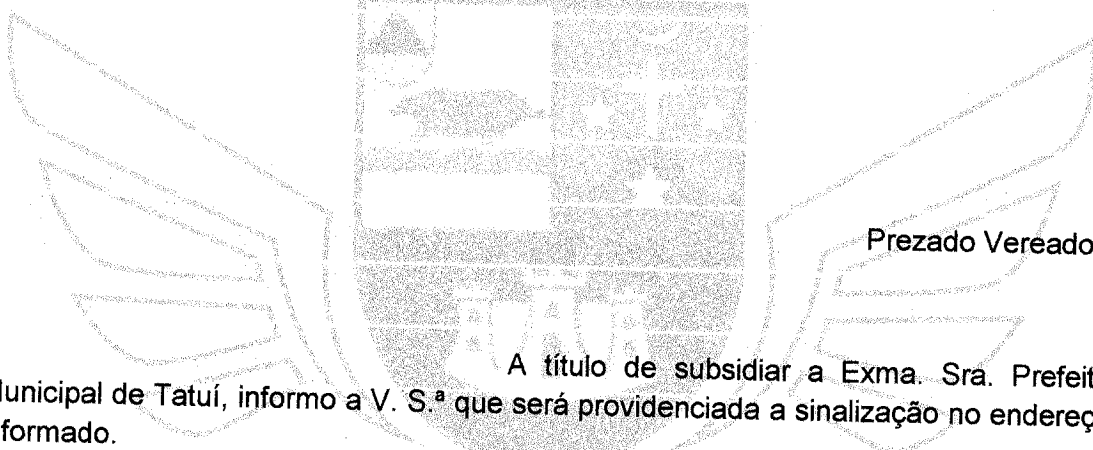 Prezado Vereado
A título de subsidiar a Exma. Sra. Prefeit
unicipal de Tatuí, informo a V. S.ª que será providenciada a sinalização no endereç
formado.